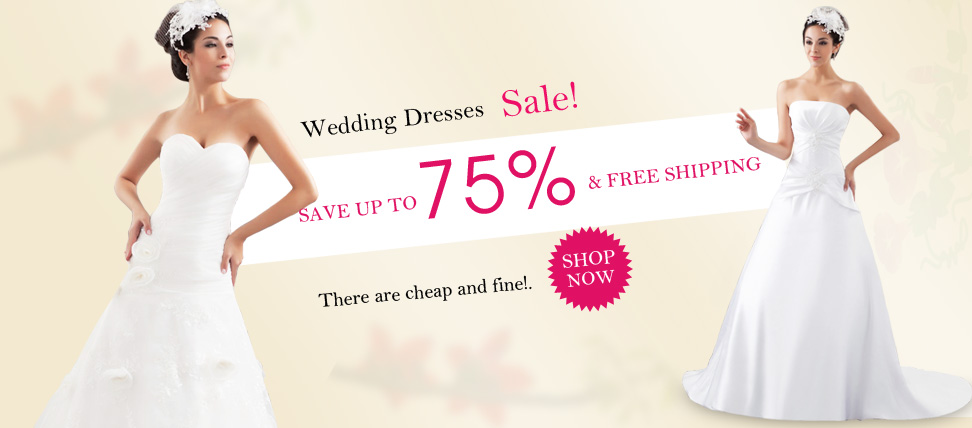 Wedding Dresses Sale!
SAVE UP TO 75% & FREE SHIPPING
There are cheap and fine!.
SHOP
NOW